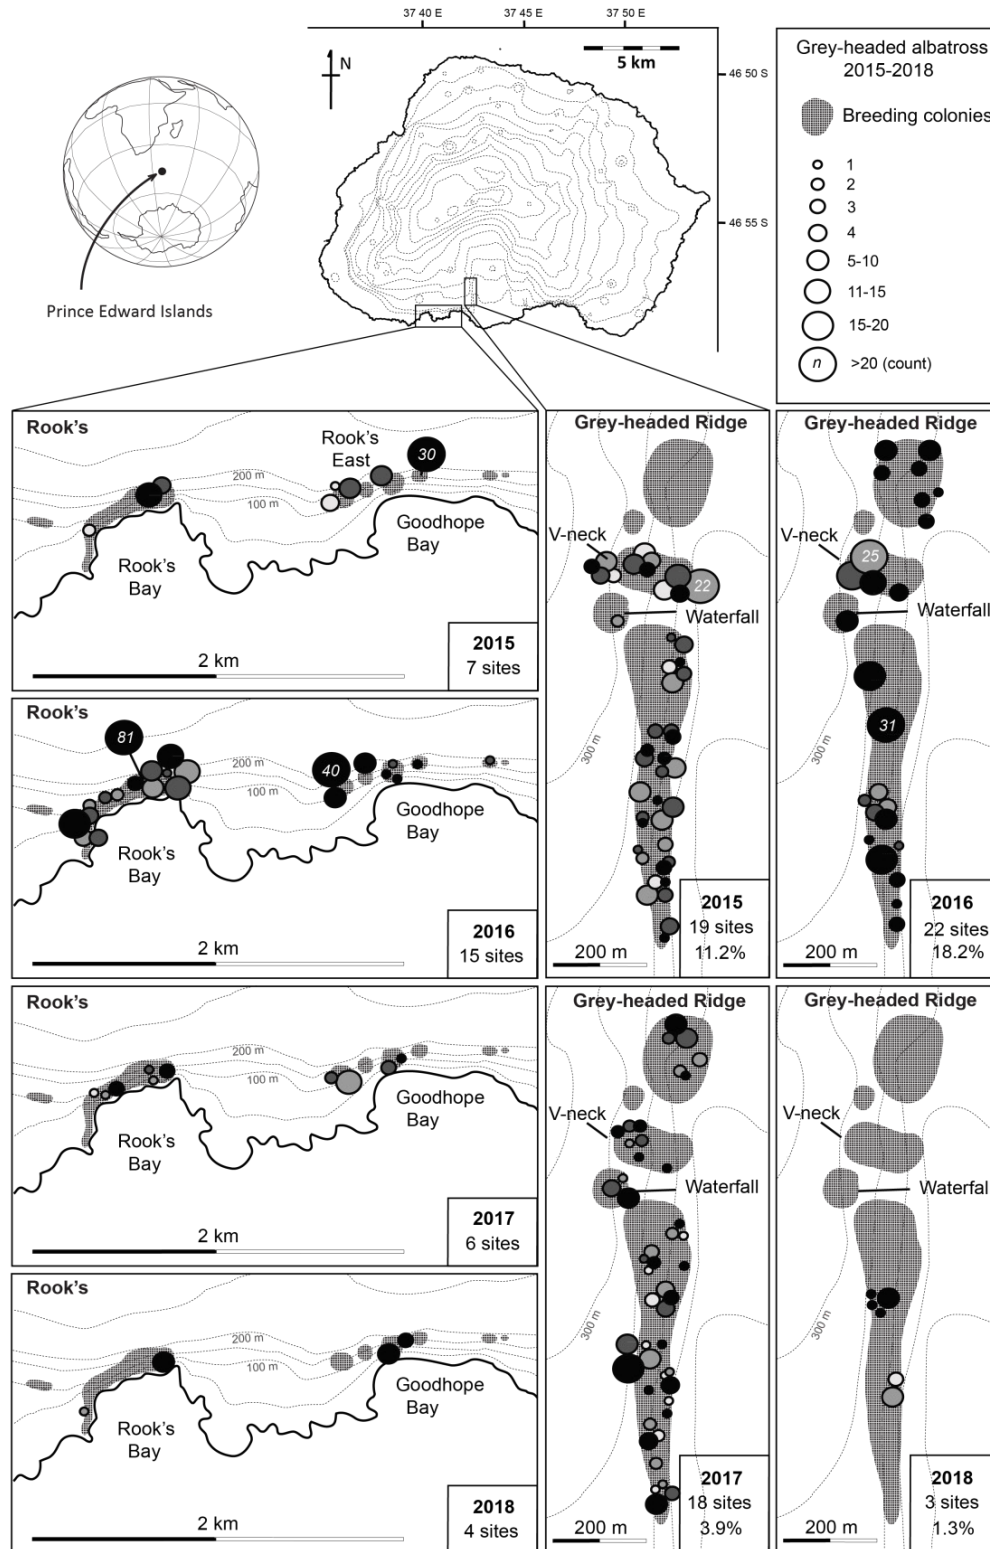 37 40 E
37 45 E
37 50 E
N
5 km
46 50 S
46 55 S
Prince Edward Islands
Grey-headed albatross
2015-2018
Breeding colonies
1
2
3
4
5-10
11-15
15-20
n
>20 (count)
Rook's
Rook's
East
30
200 m
100 m
Goodhope
Bay
Rook's
Bay
2 km
2015
7 sites
Rook's
81
40
200 m
100 m
Goodhope
Bay
Rook's
Bay
2 km
2016
15 sites
Rook's
200 m
100 m
Goodhope
Bay
Rook's
Bay
2 km
2017
6 sites
Rook's
200 m
100 m
Goodhope
Bay
Rook's
Bay
2 km
2018
4 sites
Grey-headed Ridge
V-neck
22
Waterfall
300 m
200 m
2015
19 sites
11.2%
Grey-headed Ridge
V-neck
25
Waterfall
31
200 m
2016
22 sites
18.2%
Grey-headed Ridge
V-neck
Waterfall
300 m
200 m
2017
18 sites
3.9%
Grey-headed Ridge
V-neck
Waterfall
300 m
200 m
2018
3 sites
1.3%